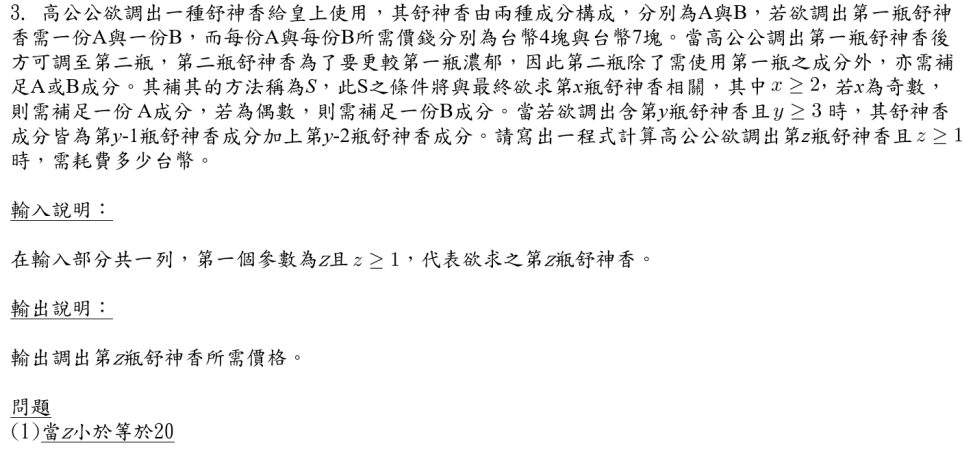 3. 高公公欲調出一種舒神香給皇上使用，其舒神香由兩種成分構成，分別為A與B，若欲調出第一瓶舒神
香需一份A與一份B，而每份A與每份B所需價錢分別為台幣4塊與台幣7塊。當高公公調出第一瓶舒神香後
方可調至第二瓶，第二瓶舒神香為了要更較第一瓶濃郁，因此第二瓶除了需使用第一瓶之成分外，亦需補
足A或B成分。其補其的方法稱為S，此S之條件將與最終欲求第x瓶舒神香相關，其中 x ≥ 2，若x為奇數，
則需補足一份 A成分，若為偶數，則需補足一份B成分。當若欲調出含第y瓶舒神香且 y ≥ 3 時，其舒神香
成分皆為第y-1瓶舒神香成分加上第y-2瓶舒神香成分。請寫出一程式計算高公公欲調出第z瓶舒神香且 z ≥ 1
時，需耗費多少台幣。
輸入說明：
在輸入部分共一列，第一個參數為z且 z ≥ 1，代表欲求之第z瓶舒神香。
輸出說明：
輸出調出第z瓶舒神香所需價格。
問題
(1)當z小於等於20